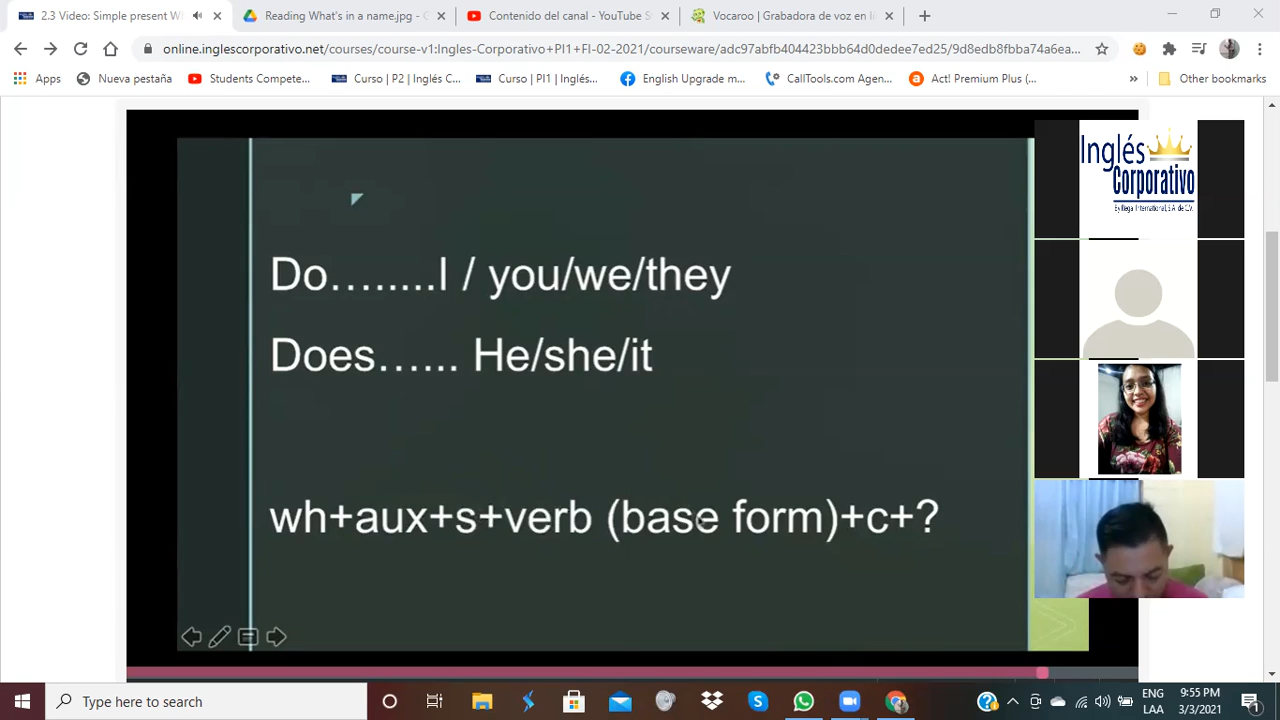 2.3 Video: Simple present W
Reading What's in a name.jpg - G
Contenido del canal - YouTube S
Vocaroo | Grabadora de voz en lí
online.inglescorporativo.net/courses/course-v1:Ingles-Corporativo+PI1+FI-02-2021/courseware/adc97abfb404423bbb64d0dedee7ed25/9d8edb8fbba74a6ea...
Apps
Nueva pestaña
Students Compete...
Curso | P2 | Inglés C...
Curso | PI1 | Inglés...
English Upgrade m...
CallTools.com Agen...
Act! Premium Plus (...
»
Other bookmarks
Inglés
Corporativo
Do…......I / you/we/they
Does…... He/she/it
wh+aux+s+verb (base form)+c+?
Type here to search
ENG
LAA
9:55 PM
3/3/2021
1